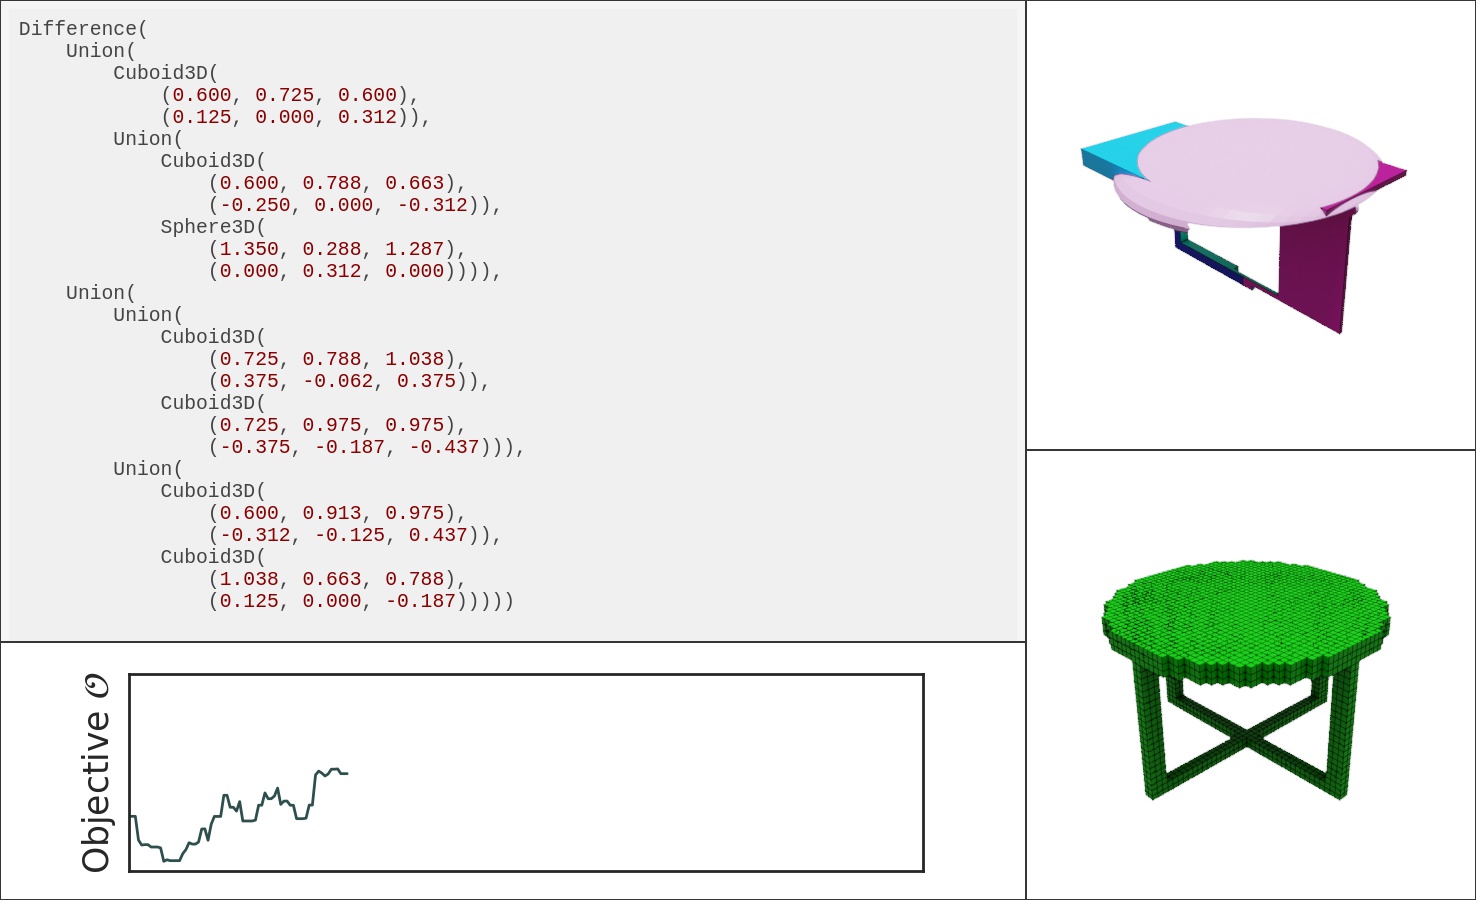 Difference(
    Union(
        Cuboid3D(
            (0.600, 0.725, 0.600),
            (0.125, 0.000, 0.312)),
        Union(
            Cuboid3D(
                (0.600, 0.788, 0.663),
                (-0.250, 0.000, -0.312)),
            Sphere3D(
                (1.350, 0.288, 1.287),
                (0.000, 0.312, 0.000)))),
    Union(
        Union(
            Cuboid3D(
                (0.725, 0.788, 1.038),
                (0.375, -0.062, 0.375)),
            Cuboid3D(
                (0.725, 0.975, 0.975),
                (-0.375, -0.187, -0.437))),
        Union(
            Cuboid3D(
                (0.600, 0.913, 0.975),
                (-0.312, -0.125, 0.437)),
            Cuboid3D(
                (1.038, 0.663, 0.788),
                (0.125, 0.000, -0.187)))))
Objective 𝒪